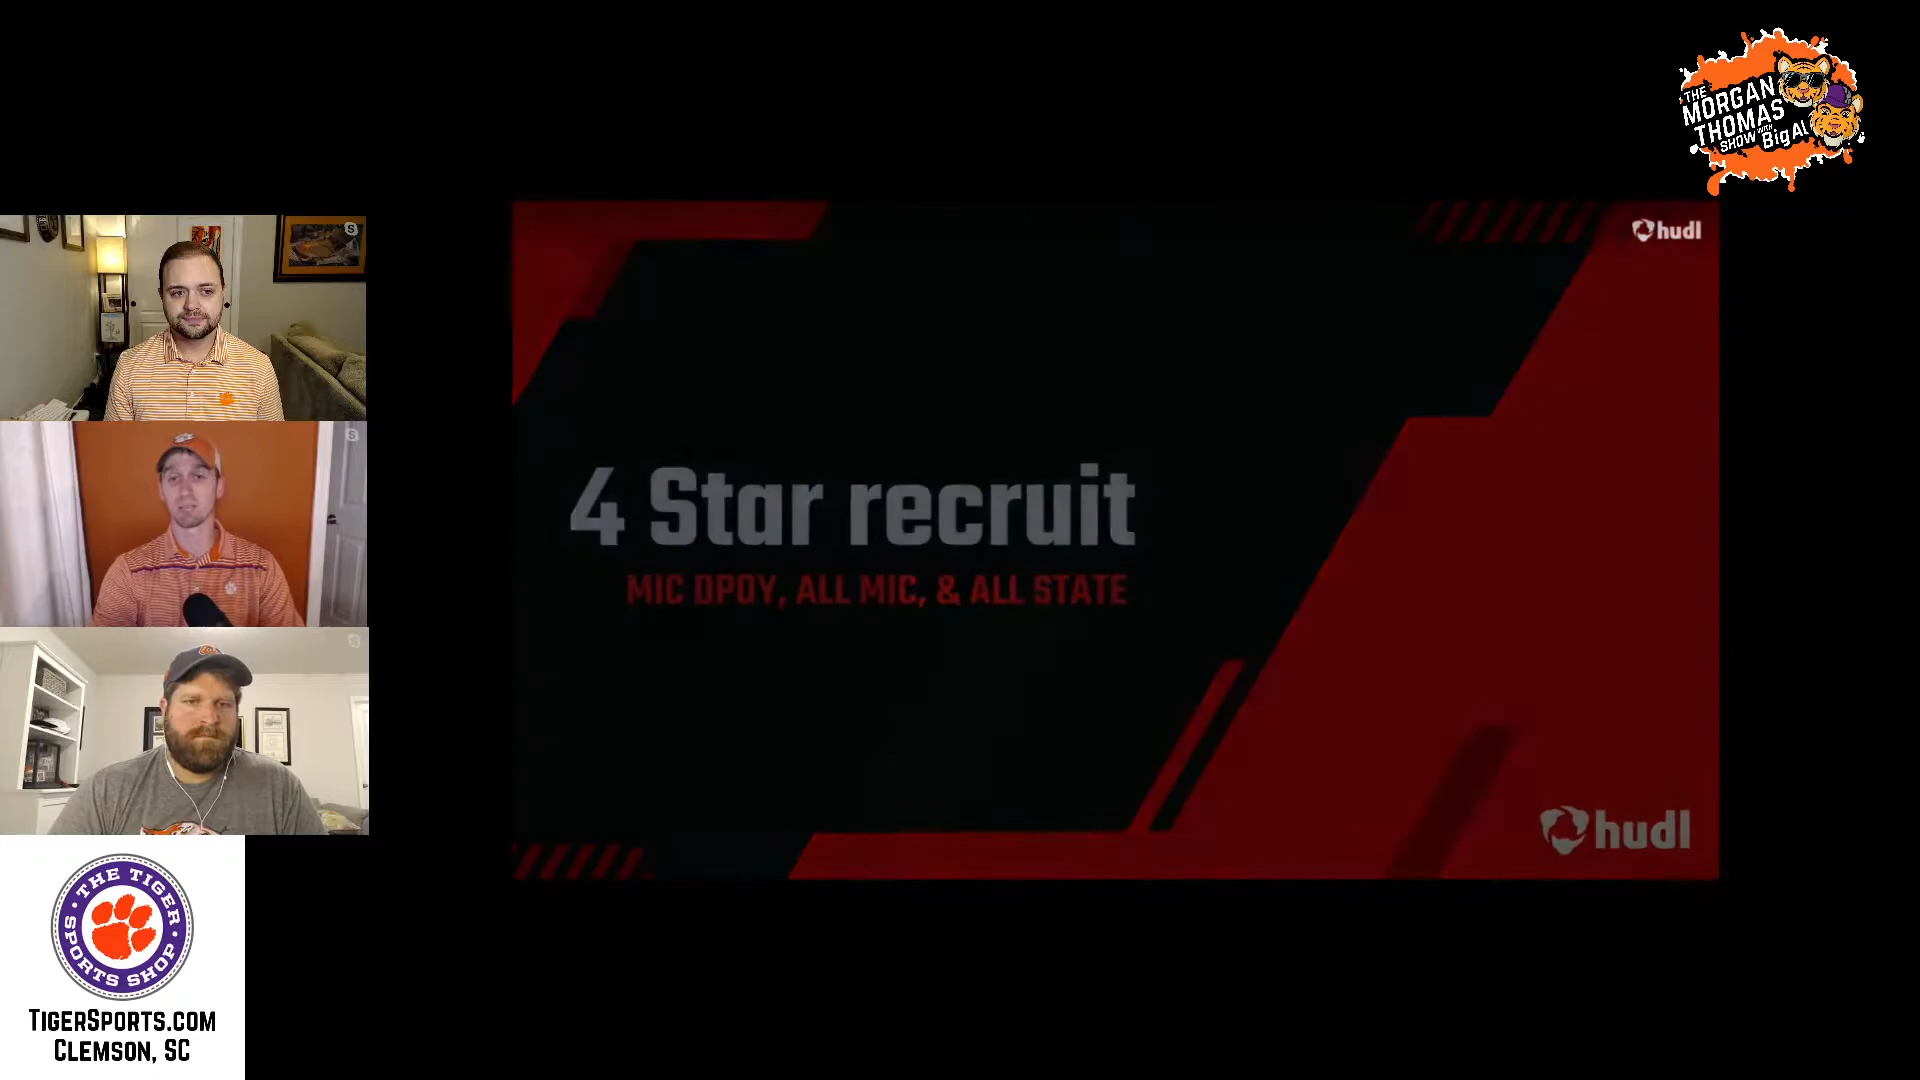 THE
MORGAN
THOMAS
SHOW WITH Big Al
hudl
4 Star recruit
MIC DPOY, ALL MIC, & ALL STATE
hudl
THE TIGER
SPORTS SHOP
TIGERSPORTS.COM
CLEMSON, SC